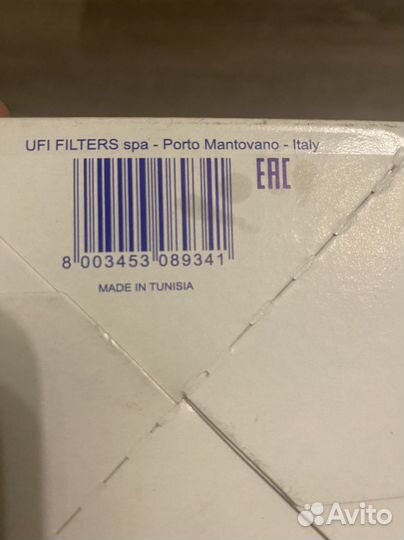 UFI FILTERS spa - Porto Mantovano - Italy
EAC
8 003453 089341
MADE IN TUNISIA
Avito